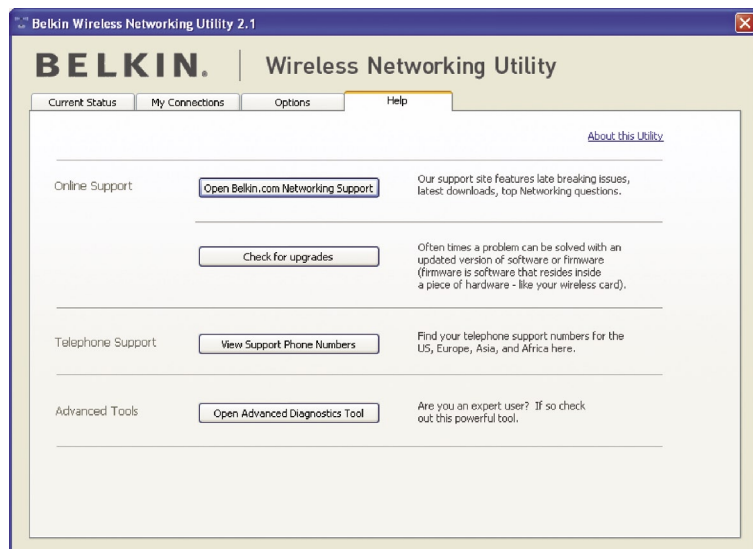 Belkin Wireless Networking Utility 2.1
BELKIN. Wireless Networking Utility
Current Status My Connections Options Help
About this Utility
Online Support
Open Belkin.com Networking Support
Our support site features late breaking issues,
latest downloads, top Networking questions.
Check for upgrades
Often times a problem can be solved with an
updated version of software or firmware
(firmware is software that resides inside
a piece of hardware - like your wireless card).
Telephone Support
View Support Phone Numbers
Find your telephone support numbers for the
US, Europe, Asia, and Africa here.
Advanced Tools
Open Advanced Diagnostics Tool
Are you an expert user? If so check
out this powerful tool.